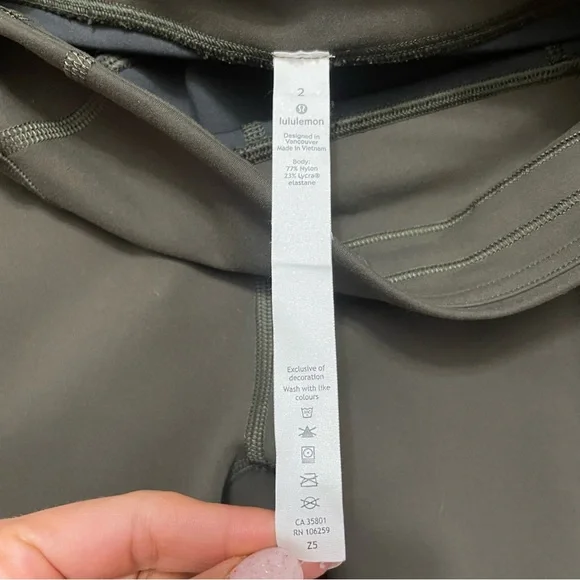 2
lululemon
Designed in
Vancouver
Made in Vietnam
Body:
77% Nylon
23% Lycra®
elastane
Exclusive of
decoration
Wash with like
colours
CA 35801
RN 106259
Z5